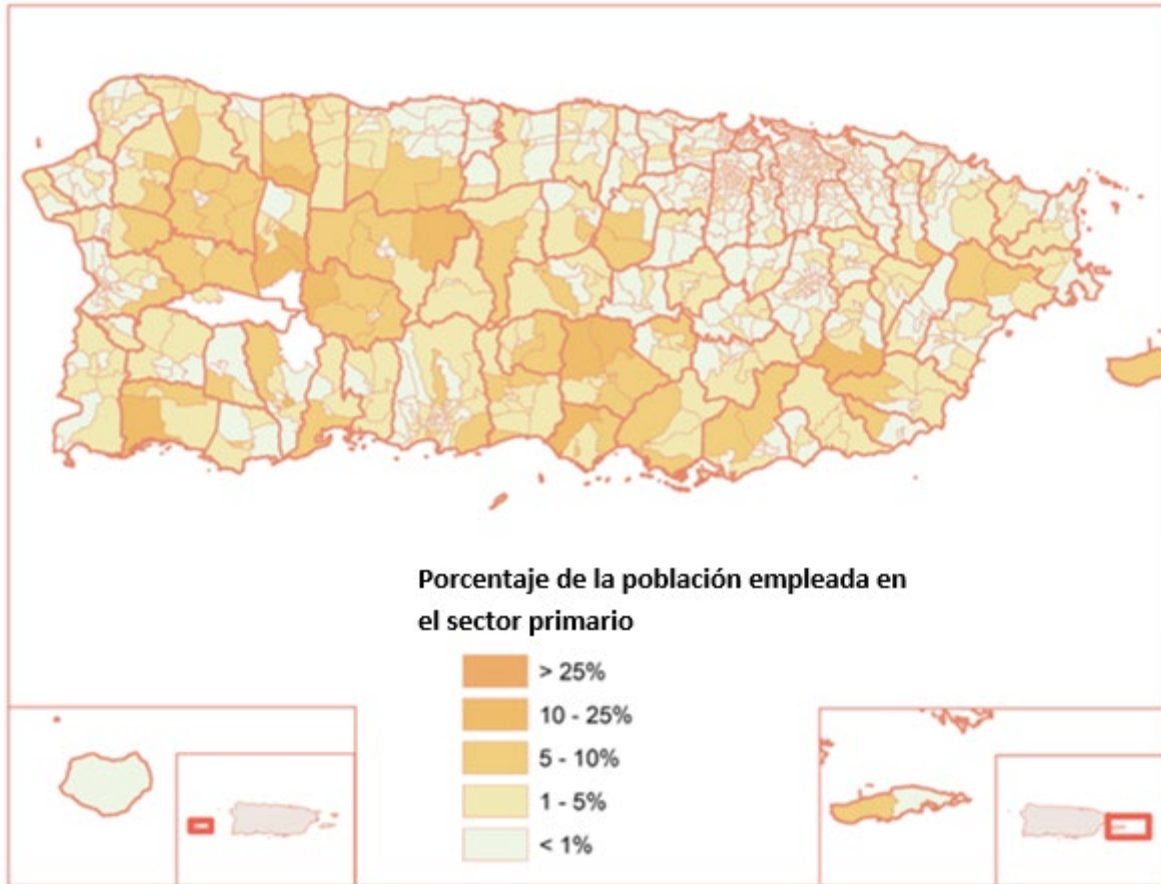 Porcentaje de la población empleada en
el sector primario
> 25%
10 - 25%
5 - 10%
1 - 5%
< 1%